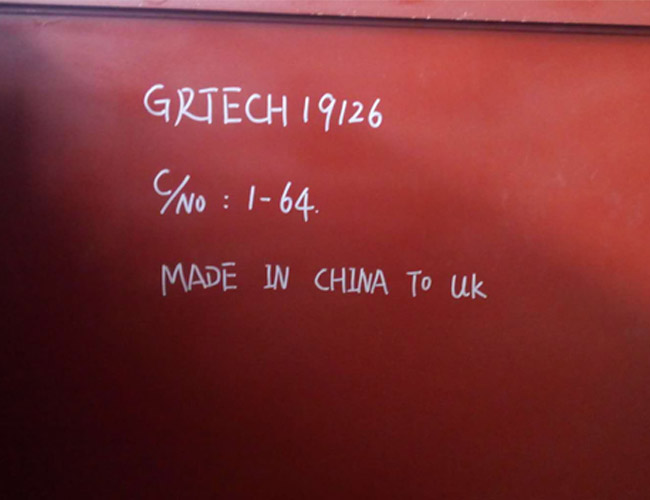 GRTECH 19126
C/NO : 1-64.
MADE IN CHINA To UK